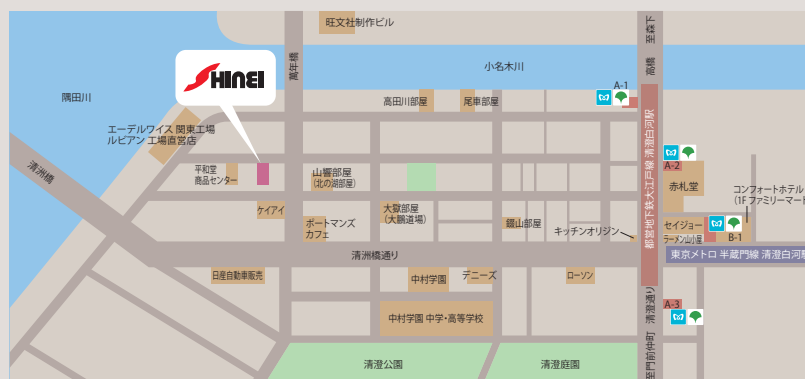 旺文社制作ビル
至森下
萬年橋
高橋
小名木川
SHINEI
隅田川
A-1
高田川部屋
尾車部屋
エーデルワイス 関東工場
ルビアン 工場直営店
都営地下鉄大江戸線 清澄白河駅
清洲橋
平和堂
商品センター
山響部屋
(北の湖部屋)
A-2
赤札堂
コンフォートホテル
(1F ファミリーマート
ケイアイ
ポートマンズ
カフェ
大嶽部屋
(大鵬道場)
錣山部屋
キッチンオリジン
セイジョー
ラーメン山小屋
B-1
清洲橋通り
東京メトロ 半蔵門線 清澄白河駅
日産自動車販売
中村学園
デニーズ
ローソン
清澄通り
A-3
中村学園 中学・高等学校
至門前仲町
清澄公園
清澄庭園